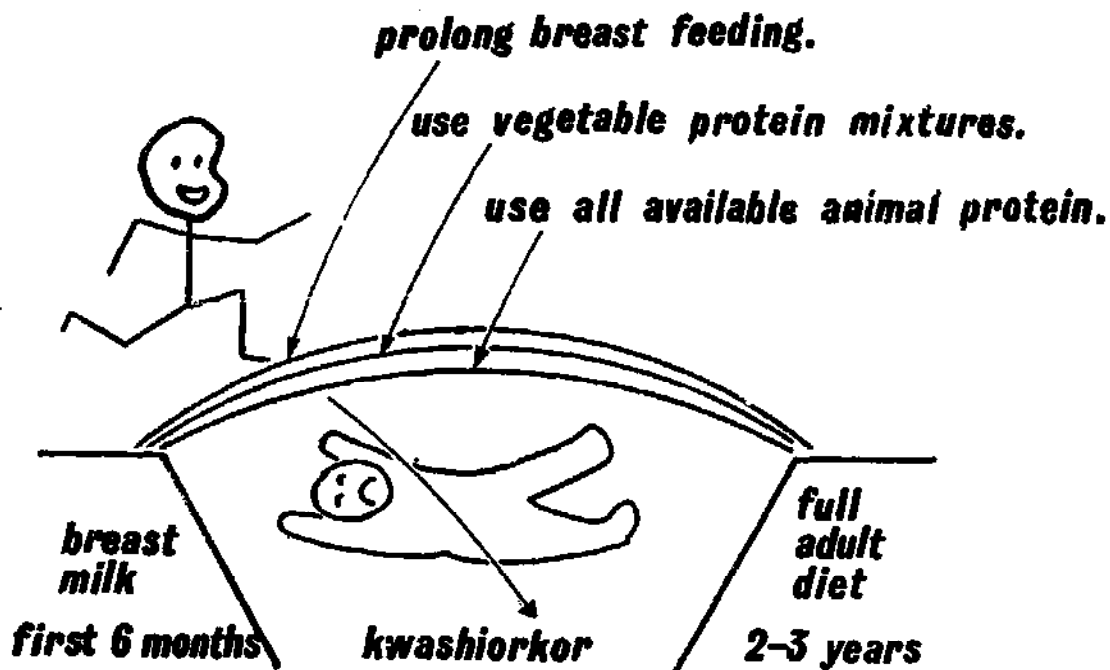 prolong breast feeding.
use vegetable protein mixtures.
use all available animal protein.
breast
milk
first 6 months
kwashiorkor
full
adult
diet
2-3 years